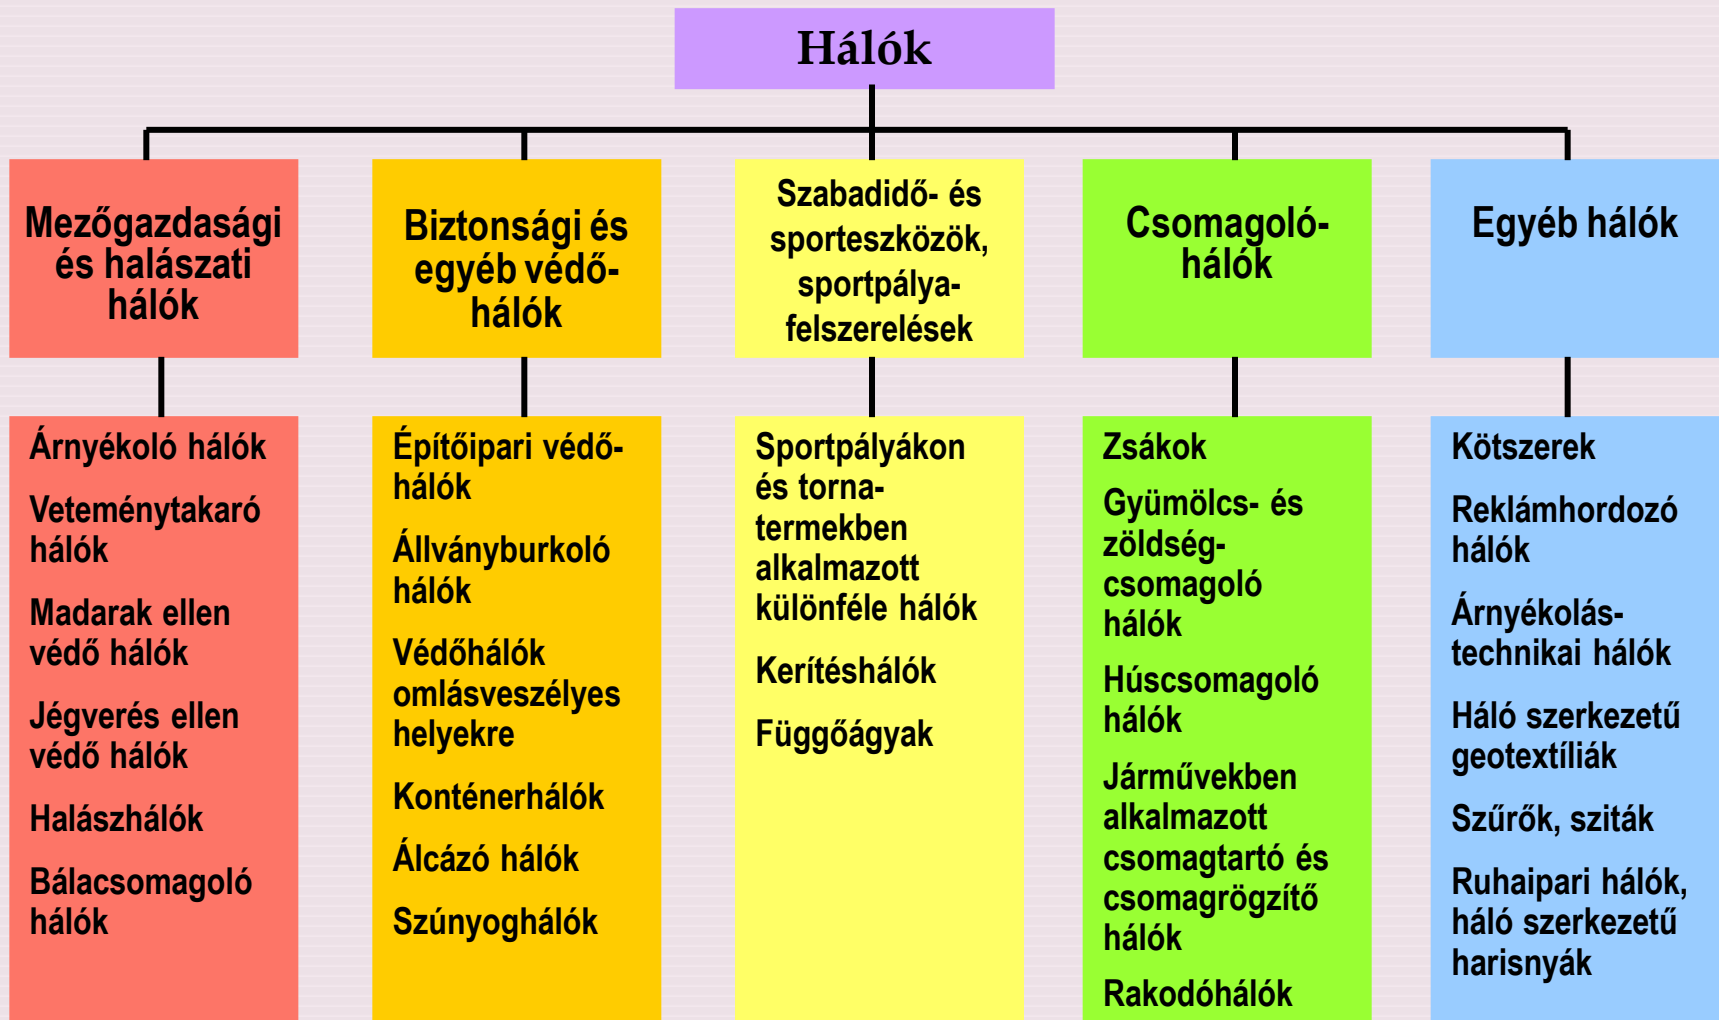 Hálók
Mezőgazdasági
és halászati
hálók
Biztonsági és
egyéb védő-
hálók
Szabadidő- és
sporteszközök,
sportpálya-
felszerelések
Csomagoló-
hálók
Egyéb hálók
Árnyékoló hálók
Veteménytakaró
hálók
Madarak ellen
védő hálók
Jégverés ellen
védő hálók
Halászhálók
Bálacsomagoló
hálók
Építőipari védő-
hálók
Állványburkoló
hálók
Védőhálók
omlásveszélyes
helyekre
Konténerhálók
Álcázó hálók
Szúnyoghálók
Sportpályákon
és torna-
termekben
alkalmazott
különféle hálók
Kerítéshálók
Függőágyak
Zsákok
Gyümölcs- és
zöldség-
csomagoló
hálók
Húscsomagoló
hálók
Járművekben
alkalmazott
csomagtartó és
csomagrögzítő
hálók
Rakodóhálók
Kötszerek
Reklámhordozó
hálók
Árnyékolás-
technikai hálók
Háló szerkezetű
geotextíliák
Szűrők, sziták
Ruhaipari hálók,
háló szerkezetű
harisnyák